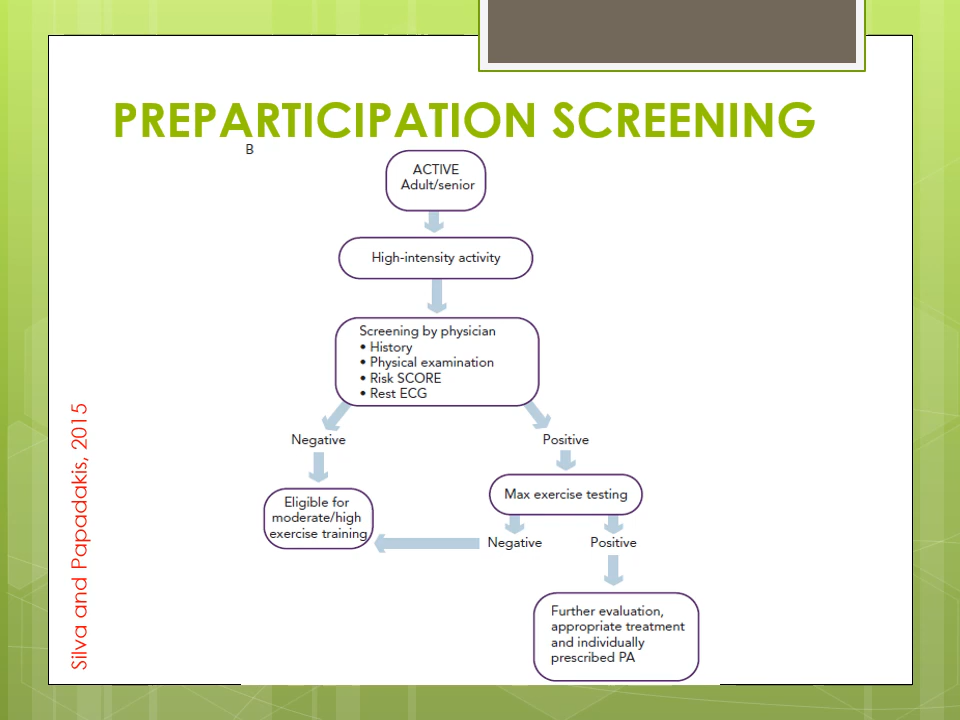 PREPARTICIPATION SCREENING
B
ACTIVE
Adult/senior
High-intensity activity
Screening by physician
• History
• Physical examination
• Risk SCORE
• Rest ECG
Negative
Positive
Eligible for
moderate/high
exercise training
Max exercise testing
Negative
Positive
Further evaluation,
appropriate treatment
and individually
prescribed PA
Silva and Papadakis, 2015